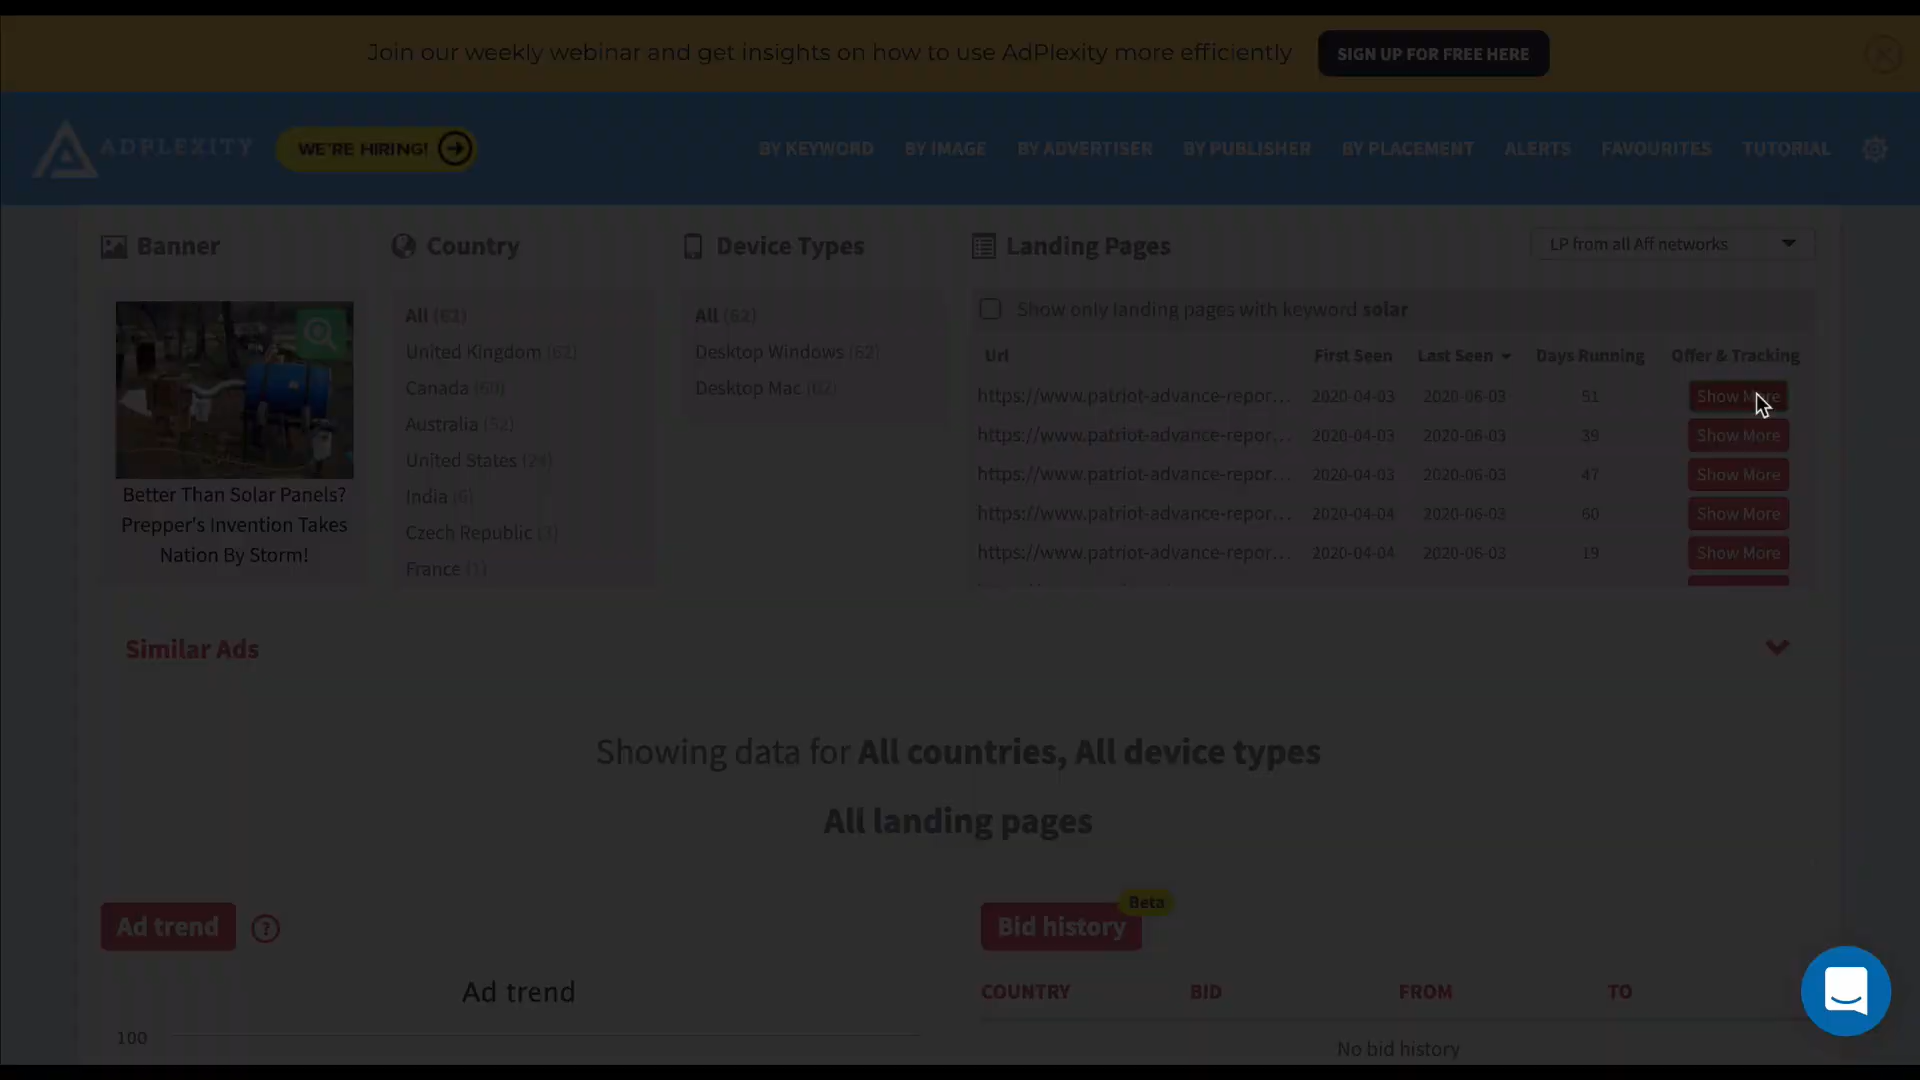 Join our weekly webinar and get insights on how to use AdPlexity more efficiently
SIGN UP FOR FREE HERE
ADPLEXITY
WE'RE HIRING!
BY KEYWORD
BY IMAGE
BY ADVERTISER
BY PUBLISHER
BY PLACEMENT
ALERTS
FAVOURITES
TUTORIAL
Banner
Better Than Solar Panels?
Prepper's Invention Takes
Nation By Storm!
Country
All (62)
United Kingdom (62)
Canada
Australia (52)
United States
India
Czech Republic
France (1)
Device Types
All (62)
Desktop Windows (62)
Desktop Mac (62)
Landing Pages
LP from all Aff networks
Show only landing pages with keyword solar
Url First Seen Last Seen Days Running Offer & Tracking
https://www.patriot-advance-repor... 2020-04-03 2020-06-03 51 Show More
https://www.patriot-advance-repor... 2020-04-03 2020-06-03 39 Show More
https://www.patriot-advance-repor... 2020-04-03 2020-06-03 47 Show More
https://www.patriot-advance-repor... 2020-04-04 2020-06-03 60 Show More
https://www.patriot-advance-repor... 2020-04-04 2020-06-03 19 Show More
Similar Ads
Showing data for All countries, All device types
All landing pages
Ad trend ?
Ad trend
100
Beta
Bid history
COUNTRY BID FROM TO
No bid history